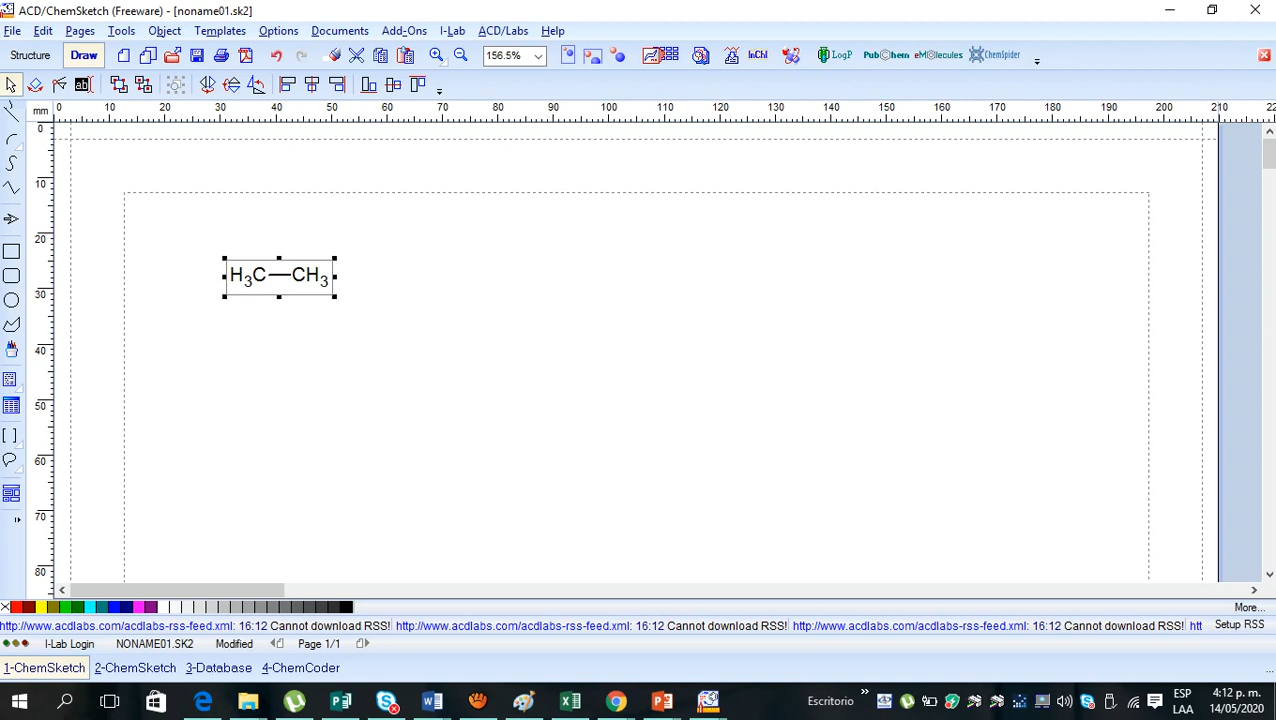 ACD/ChemSketch (Freeware) - [noname01.sk2]
File Edit Pages Tools Object Templates Options Documents Add-Ons I-Lab ACD/Labs Help
Structure Draw 156.5% InChI LogP PubChem eMolecules ChemSpider
ab
mm 0 10 20 30 40 50 60 70 80 90 100 110 120 130 140 150 160 170 180 190 200 210 22
0
10
20
30
40
50
60
70
80
H3C—CH3
More...
http://www.acdlabs.com/acdlabs-rss-feed.xml: 16:12 Cannot download RSS! http://www.acdlabs.com/acdlabs-rss-feed.xml: 16:12 Cannot download RSS! http://www.acdlabs.com/acdlabs-rss-feed.xml: 16:12 Cannot download RSS! htt Setup RSS
I-Lab Login NONAME01.SK2 Modified Page 1/1
1-ChemSketch 2-ChemSketch 3-Database 4-ChemCoder
Escritorio » ESP 4:12 p. m.
LAA 14/05/2020